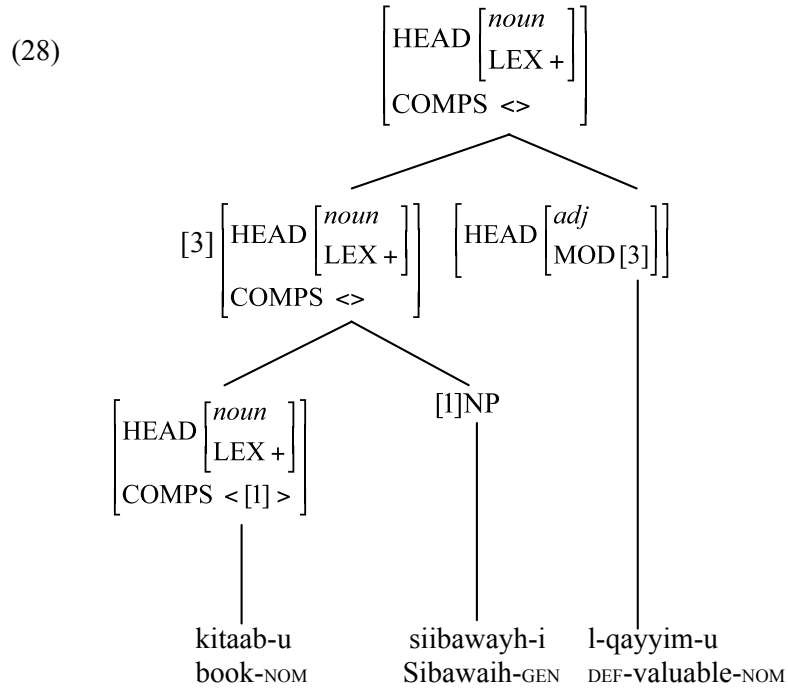 (28)
HEAD noun
LEX +
COMPS <>
[3] HEAD noun
LEX +
COMPS <>
HEAD adj
MOD [3]
HEAD noun
LEX +
COMPS < [1] >
[1]NP
kitaab-u siibawayh-i l-qayyim-u
book-NOM Sibawaih-GEN DEF-valuable-NOM